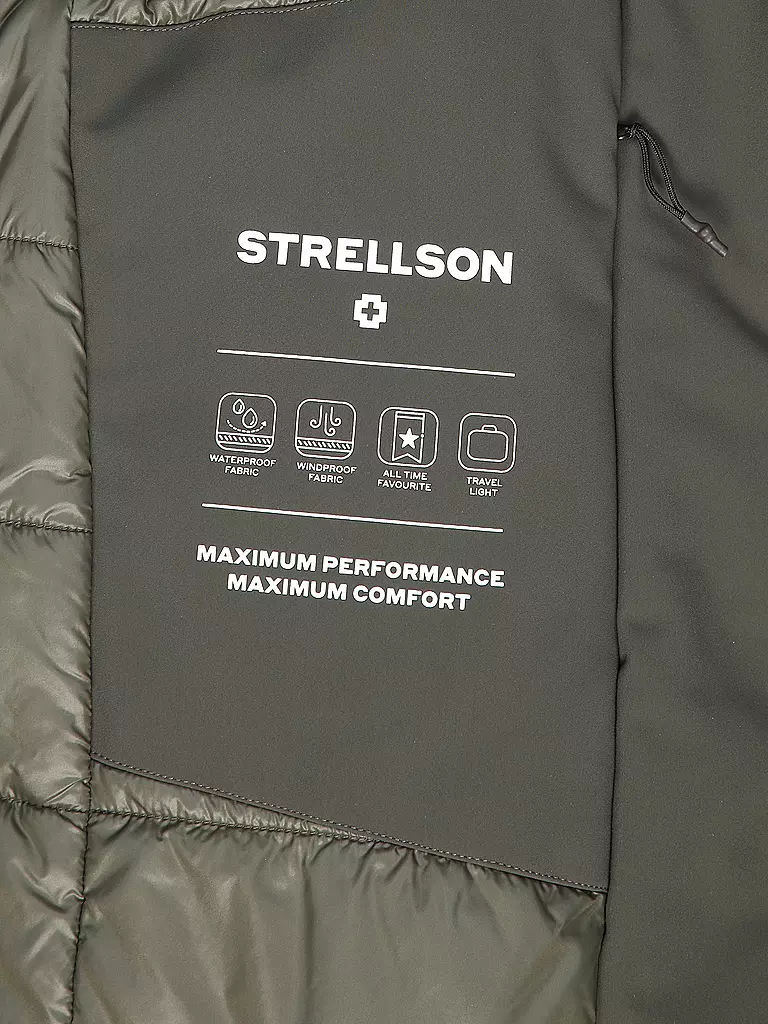 STRELLSON
WATERPROOF
FABRIC
WINDPROOF
FABRIC
ALL TIME
FAVOURITE
TRAVEL
LIGHT
MAXIMUM PERFORMANCE
MAXIMUM COMFORT